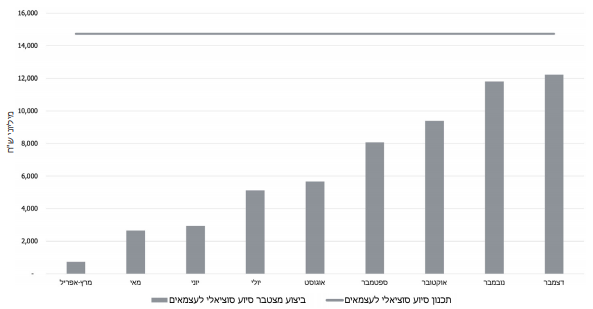 16,000
14,000
12,000
10,000
8,000
6,000
4,000
2,000
-
מיליוני ש"ח
מרץ-אפריל
מאי
יוני
יולי
אוגוסט
ספטמבר
אוקטובר
נובמבר
דצמבר
ביצוע מצטבר סיוע סוציאלי לעצמאים
תכנון סיוע סוציאלי לעצמאים